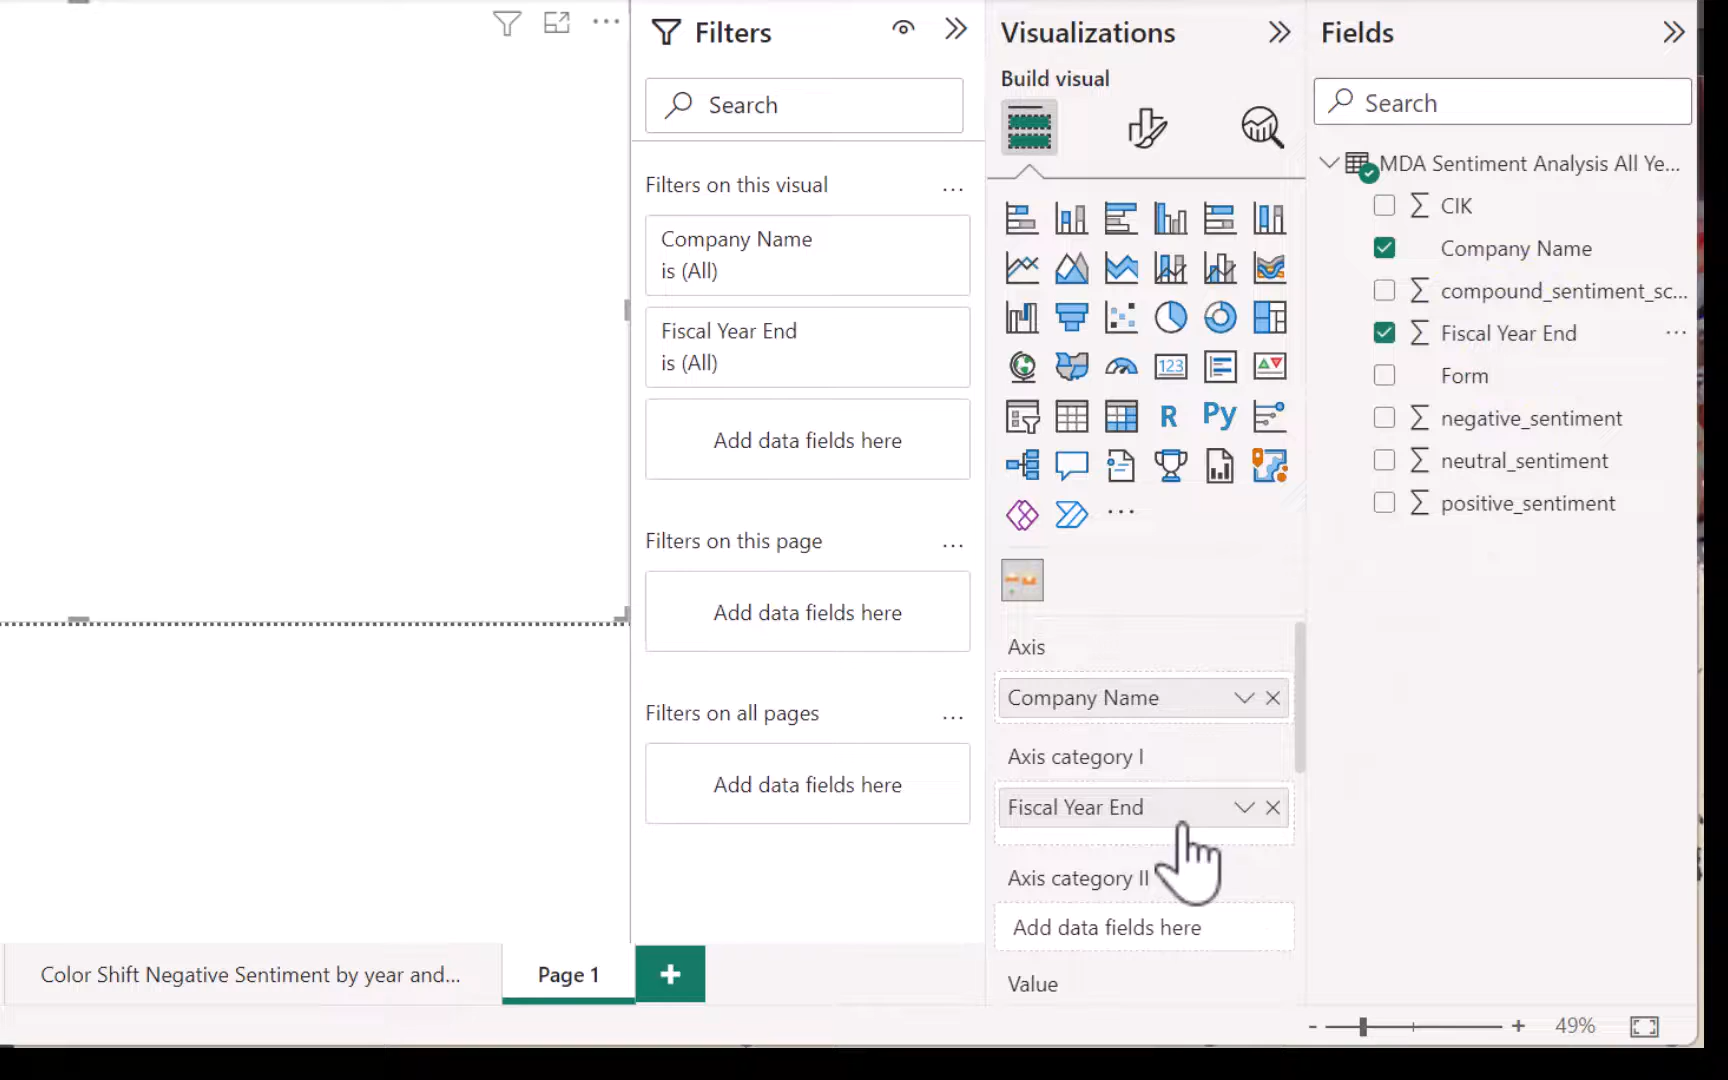 Filters
Search
Filters on this visual
...
Company Name
is (All)
Fiscal Year End
is (All)
Add data fields here
Filters on this page
...
Add data fields here
Filters on all pages
...
Add data fields here
Visualizations
Build visual
123
R
Py
...
Axis
Company Name
Axis category I
Fiscal Year End
Axis category II
Add data fields here
Value
Fields
Search
MDA Sentiment Analysis All Ye...
CIK
Company Name
compound_sentiment_sc...
Fiscal Year End
...
Form
negative_sentiment
neutral_sentiment
positive_sentiment
Color Shift Negative Sentiment by year and...
Page 1
+
- + 49%